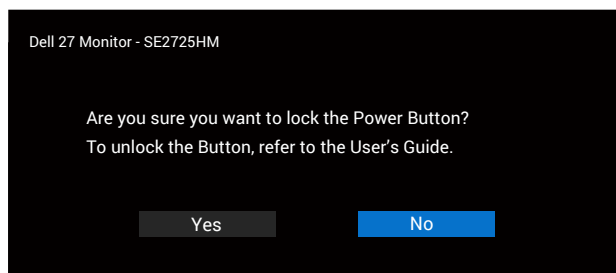 Dell 27 Monitor - SE2725HM
Are you sure you want to lock the Power Button?
To unlock the Button, refer to the User’s Guide.
Yes No